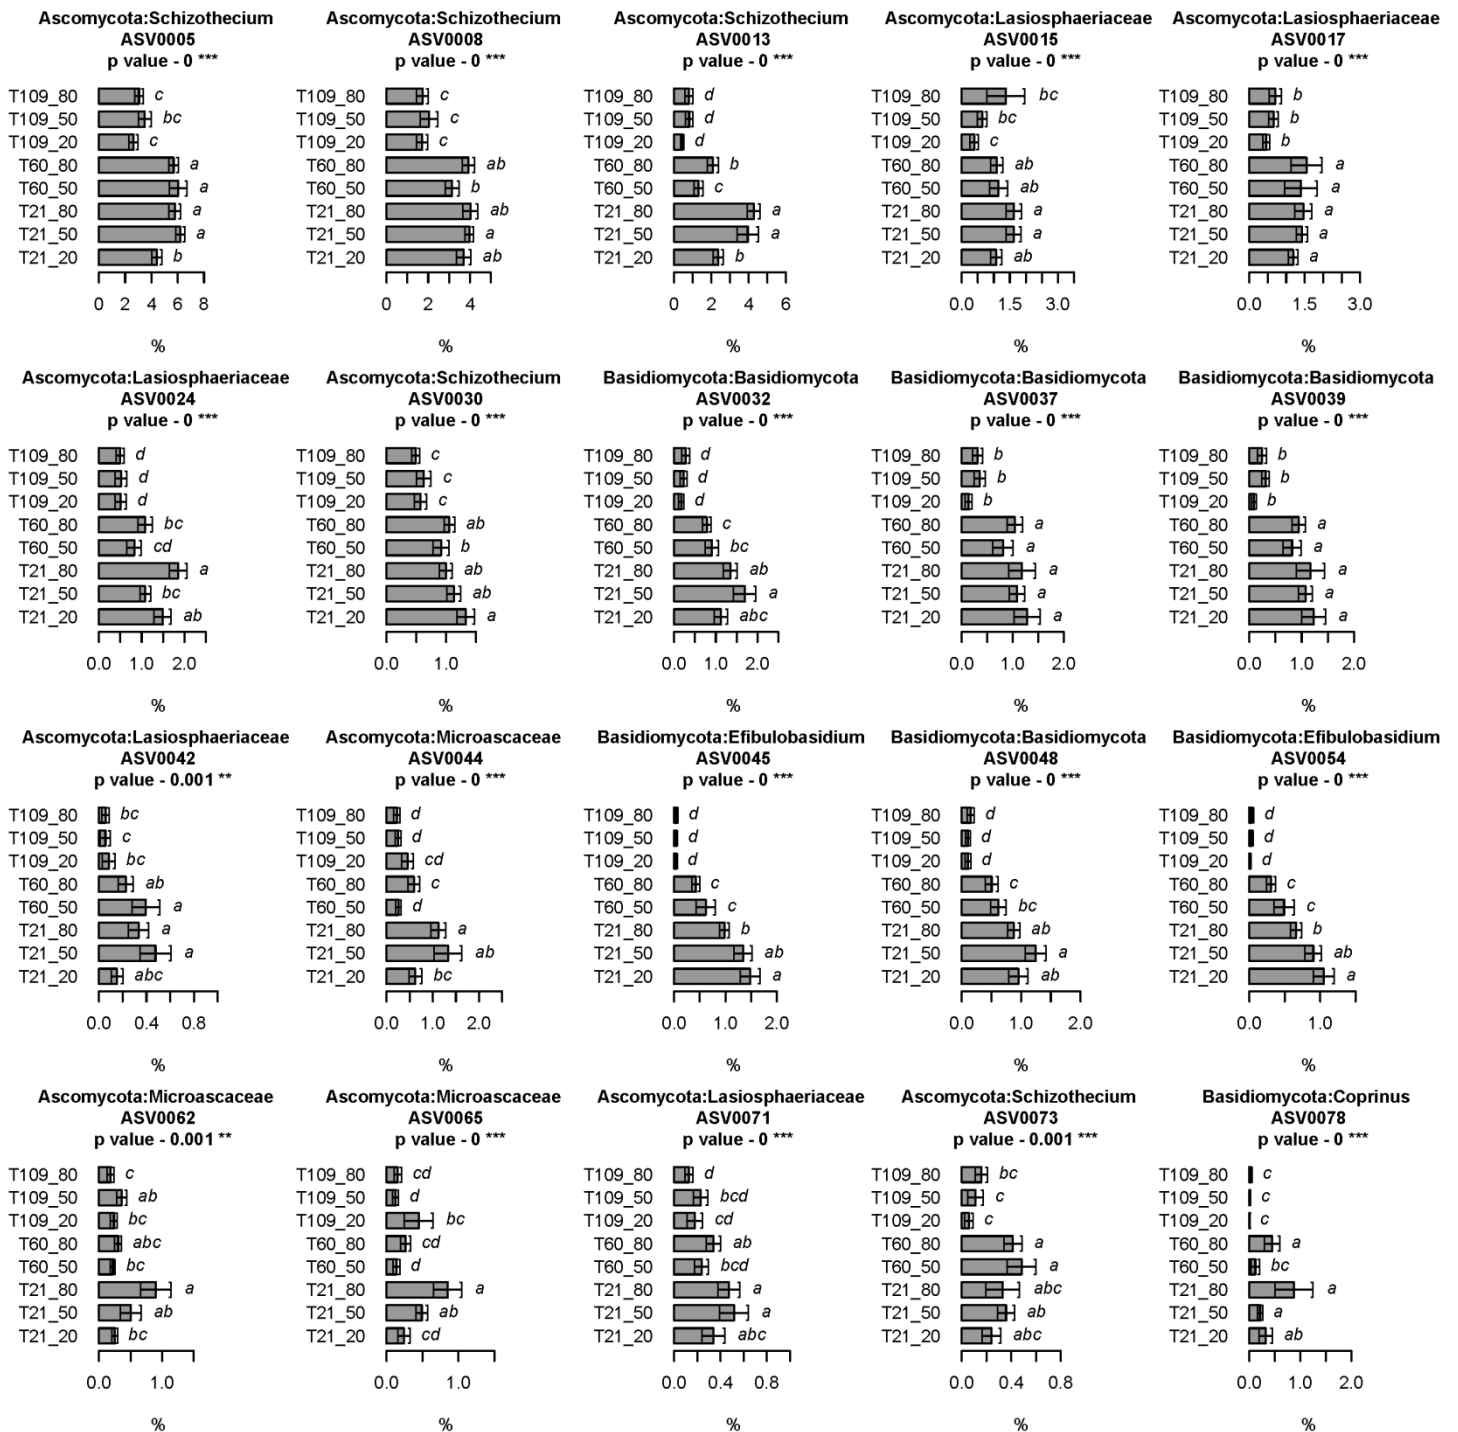 Ascomycota:Schizothecium
ASV0005
p value - 0 ***
T109_80 c
T109_50 bc
T109_20 c
T60_80 a
T60_50 a
T21_80 a
T21_50 a
T21_20 b
0 2 4 6 8
%
Ascomycota:Schizothecium
ASV0008
p value - 0 ***
T109_80 c
T109_50 c
T109_20 c
T60_80 ab
T60_50 b
T21_80 ab
T21_50 a
T21_20 ab
0 2 4
%
Ascomycota:Schizothecium
ASV0013
p value - 0 ***
T109_80 d
T109_50 d
T109_20 d
T60_80 b
T60_50 c
T21_80 a
T21_50 a
T21_20 b
0 2 4 6
%
Ascomycota:Lasiosphaeriaceae
ASV0015
p value - 0 ***
T109_80 bc
T109_50 bc
T109_20 c
T60_80 ab
T60_50 ab
T21_80 a
T21_50 a
T21_20 ab
0.0 1.5 3.0
%
Ascomycota:Lasiosphaeriaceae
ASV0017
p value - 0 ***
T109_80 b
T109_50 b
T109_20 b
T60_80 a
T60_50 a
T21_80 a
T21_50 a
T21_20 a
0.0 1.5 3.0
%
Ascomycota:Lasiosphaeriaceae
ASV0024
p value - 0 ***
T109_80 d
T109_50 d
T109_20 d
T60_80 bc
T60_50 cd
T21_80 a
T21_50 bc
T21_20 ab
0.0 1.0 2.0
%
Ascomycota:Schizothecium
ASV0030
p value - 0 ***
T109_80 c
T109_50 c
T109_20 c
T60_80 ab
T60_50 b
T21_80 ab
T21_50 ab
T21_20 a
0.0 1.0
%
Basidiomycota:Basidiomycota
ASV0032
p value - 0 ***
T109_80 d
T109_50 d
T109_20 d
T60_80 c
T60_50 bc
T21_80 ab
T21_50 a
T21_20 abc
0.0 1.0 2.0
%
Basidiomycota:Basidiomycota
ASV0037
p value - 0 ***
T109_80 b
T109_50 b
T109_20 b
T60_80 a
T60_50 a
T21_80 a
T21_50 a
T21_20 a
0.0 1.0 2.0
%
Basidiomycota:Basidiomycota
ASV0039
p value - 0 ***
T109_80 b
T109_50 b
T109_20 b
T60_80 a
T60_50 a
T21_80 a
T21_50 a
T21_20 a
0.0 1.0 2.0
%
Ascomycota:Lasiosphaeriaceae
ASV0042
p value - 0.001 **
T109_80 bc
T109_50 c
T109_20 bc
T60_80 ab
T60_50 a
T21_80 a
T21_50 a
T21_20 abc
0.0 0.4 0.8
%
Ascomycota:Microascaceae
ASV0044
p value - 0 ***
T109_80 d
T109_50 d
T109_20 cd
T60_80 c
T60_50 d
T21_80 a
T21_50 ab
T21_20 bc
0.0 1.0 2.0
%
Basidiomycota:Efibulobasidium
ASV0045
p value - 0 ***
T109_80 d
T109_50 d
T109_20 d
T60_80 c
T60_50 c
T21_80 b
T21_50 ab
T21_20 a
0.0 1.0 2.0
%
Basidiomycota:Basidiomycota
ASV0048
p value - 0 ***
T109_80 d
T109_50 d
T109_20 d
T60_80 c
T60_50 bc
T21_80 ab
T21_50 a
T21_20 ab
0.0 1.0 2.0
%
Basidiomycota:Efibulobasidium
ASV0054
p value - 0 ***
T109_80 d
T109_50 d
T109_20 d
T60_80 c
T60_50 c
T21_80 b
T21_50 ab
T21_20 a
0.0 1.0
%
Ascomycota:Microascaceae
ASV0062
p value - 0.001 **
T109_80 c
T109_50 ab
T109_20 bc
T60_80 abc
T60_50 bc
T21_80 a
T21_50 ab
T21_20 bc
0.0 1.0
%
Ascomycota:Microascaceae
ASV0065
p value - 0 ***
T109_80 cd
T109_50 d
T109_20 bc
T60_80 cd
T60_50 d
T21_80 a
T21_50 ab
T21_20 cd
0.0 1.0
%
Ascomycota:Lasiosphaeriaceae
ASV0071
p value - 0 ***
T109_80 d
T109_50 bcd
T109_20 cd
T60_80 ab
T60_50 bcd
T21_80 a
T21_50 a
T21_20 abc
0.0 0.4 0.8
%
Ascomycota:Schizothecium
ASV0073
p value - 0.001 ***
T109_80 bc
T109_50 c
T109_20 c
T60_80 a
T60_50 a
T21_80 abc
T21_50 ab
T21_20 abc
0.0 0.4 0.8
%
Basidiomycota:Coprinus
ASV0078
p value - 0 ***
T109_80 c
T109_50 c
T109_20 c
T60_80 a
T60_50 bc
T21_80 a
T21_50 a
T21_20 ab
0.0 1.0 2.0
%